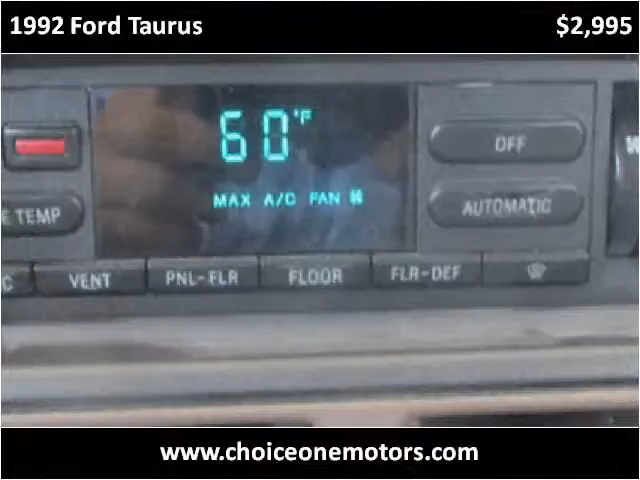 1992 Ford Taurus $2,995
60°F
OFF
MAX A/C FAN
E TEMP AUTOMATIC
C VENT PNL-FLR FLOOR FLR-DEF
www.choiceonemotors.com